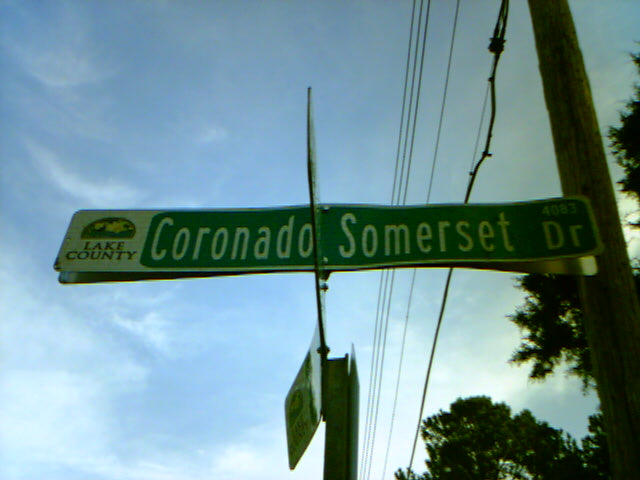 LAKE
COUNTY
Coronado Somerset Dr
4083